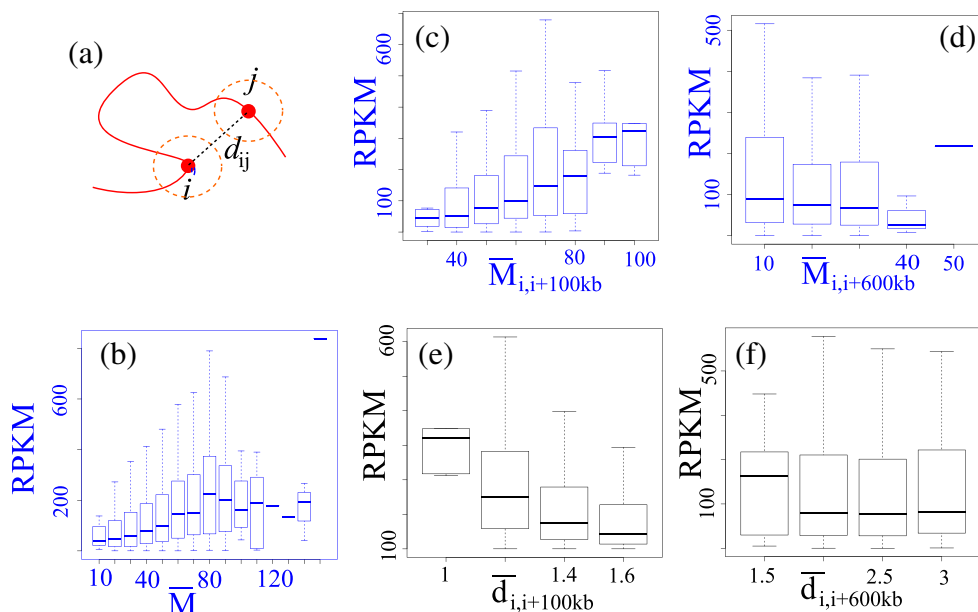 (a)
j
d_ij
i
(c)
RPKM
600
100
40
80
100
M̅_i,i+100kb
(d)
RPKM
500
100
10
40
50
M̅_i,i+600kb
(b)
RPKM
600
200
10
40
80
120
M̅
(e)
RPKM
600
100
1
1.4
1.6
d̅_i,i+100kb
(f)
RPKM
500
100
1.5
2.5
3
d̅_i,i+600kb